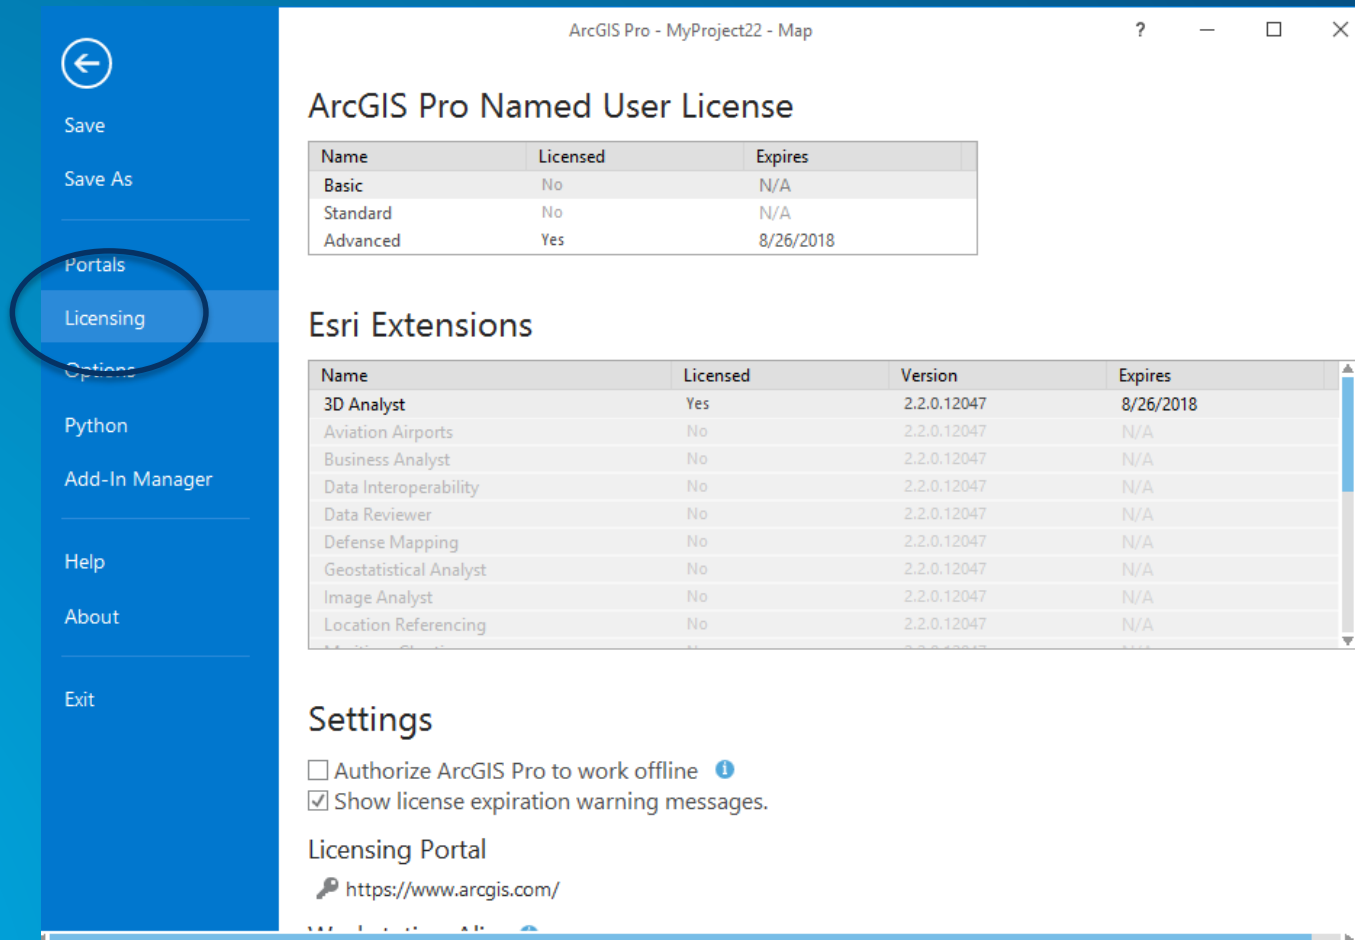 ArcGIS Pro - MyProject22 - Map ?
Save
Save As
Portals
Licensing
Options
Python
Add-In Manager
Help
About
Exit
ArcGIS Pro Named User License
Name Licensed Expires
Basic No N/A
Standard No N/A
Advanced Yes 8/26/2018
Esri Extensions
Name Licensed Version Expires
3D Analyst Yes 2.2.0.12047 8/26/2018
Aviation Airports No 2.2.0.12047 N/A
Business Analyst No 2.2.0.12047 N/A
Data Interoperability No 2.2.0.12047 N/A
Data Reviewer No 2.2.0.12047 N/A
Defense Mapping No 2.2.0.12047 N/A
Geostatistical Analyst No 2.2.0.12047 N/A
Image Analyst No 2.2.0.12047 N/A
Location Referencing No 2.2.0.12047 N/A
Settings
Authorize ArcGIS Pro to work offline
Show license expiration warning messages.
Licensing Portal
https://www.arcgis.com/